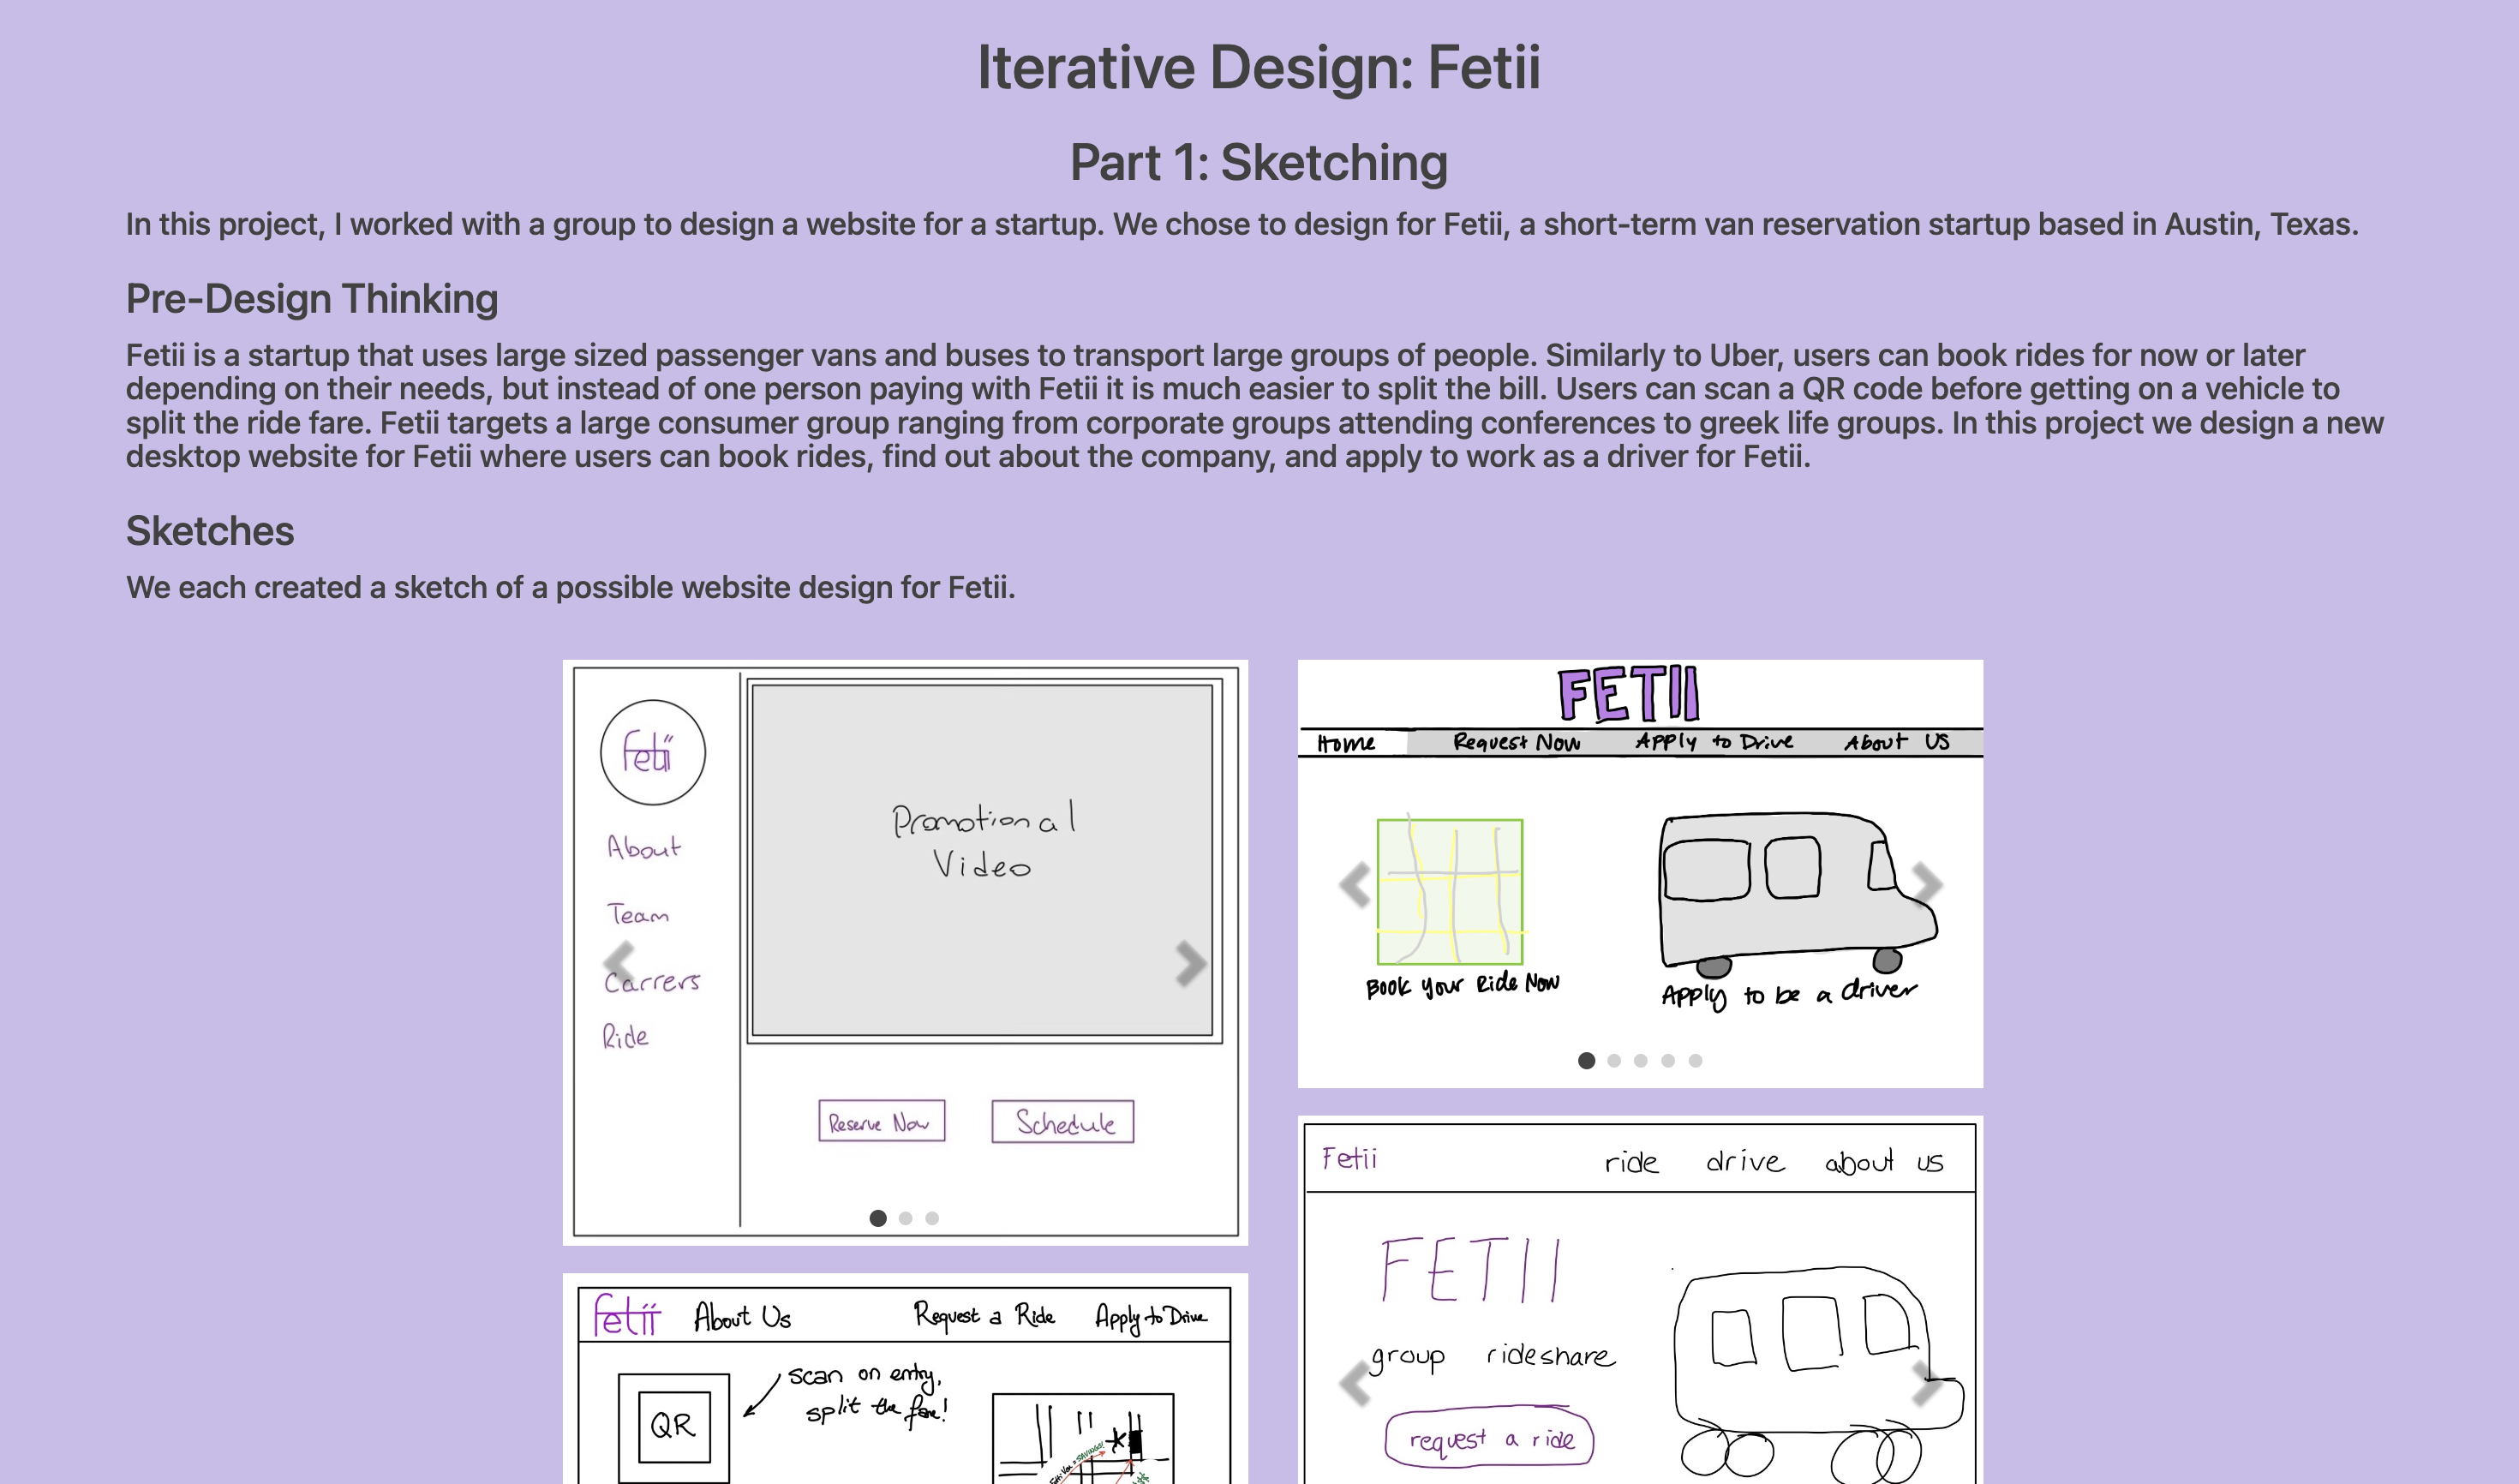 Iterative Design: Fetii
Part 1: Sketching
In this project, I worked with a group to design a website for a startup. We chose to design for Fetii, a short-term van reservation startup based in Austin, Texas.
Pre-Design Thinking
Fetii is a startup that uses large sized passenger vans and buses to transport large groups of people. Similarly to Uber, users can book rides for now or later
depending on their needs, but instead of one person paying with Fetii it is much easier to split the bill. Users can scan a QR code before getting on a vehicle to
split the ride fare. Fetii targets a large consumer group ranging from corporate groups attending conferences to greek life groups. In this project we design a new
desktop website for Fetii where users can book rides, find out about the company, and apply to work as a driver for Fetii.
Sketches
We each created a sketch of a possible website design for Fetii.
Fetii
About
Team
Carrers
Ride
Promotional
Video
Reserve Now
Schedule
FETII
Home Request Now Apply to Drive About US
Book your Ride Now
Apply to be a driver
fetii About Us Request a Ride Apply to Drive
scan on entry,
split the fare!
QR
Fetii ride drive about us
FETII
group rideshare
request a ride